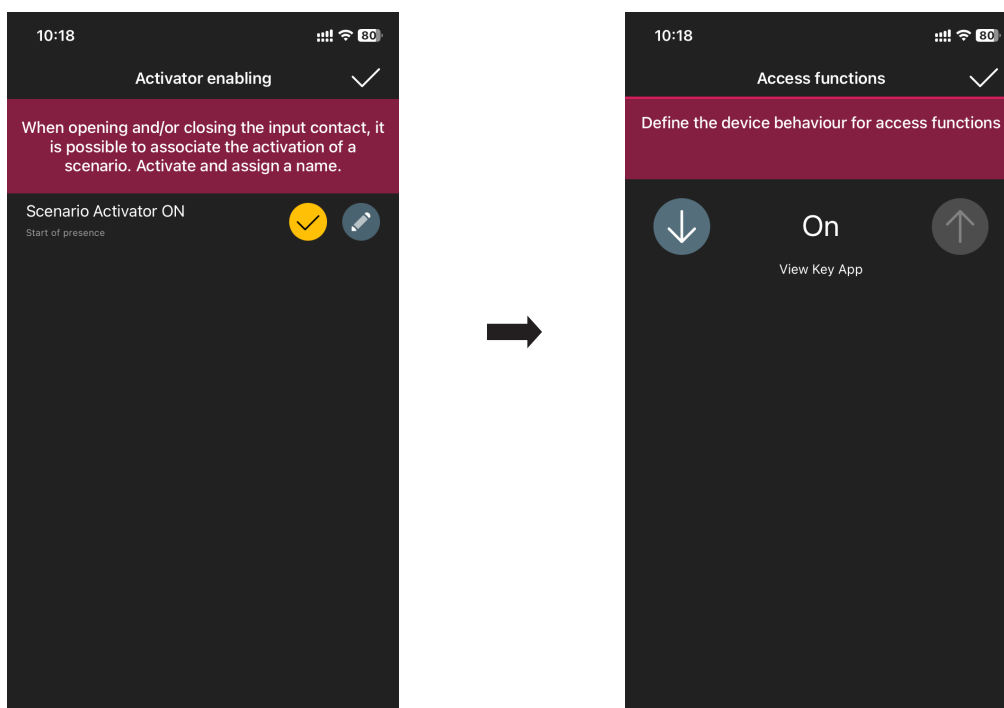 10:18
80
Activator enabling
When opening and/or closing the input contact, it
is possible to associate the activation of a
scenario. Activate and assign a name.
Scenario Activator ON
Start of presence
10:18
80
Access functions
Define the device behaviour for access functions
On
View Key App